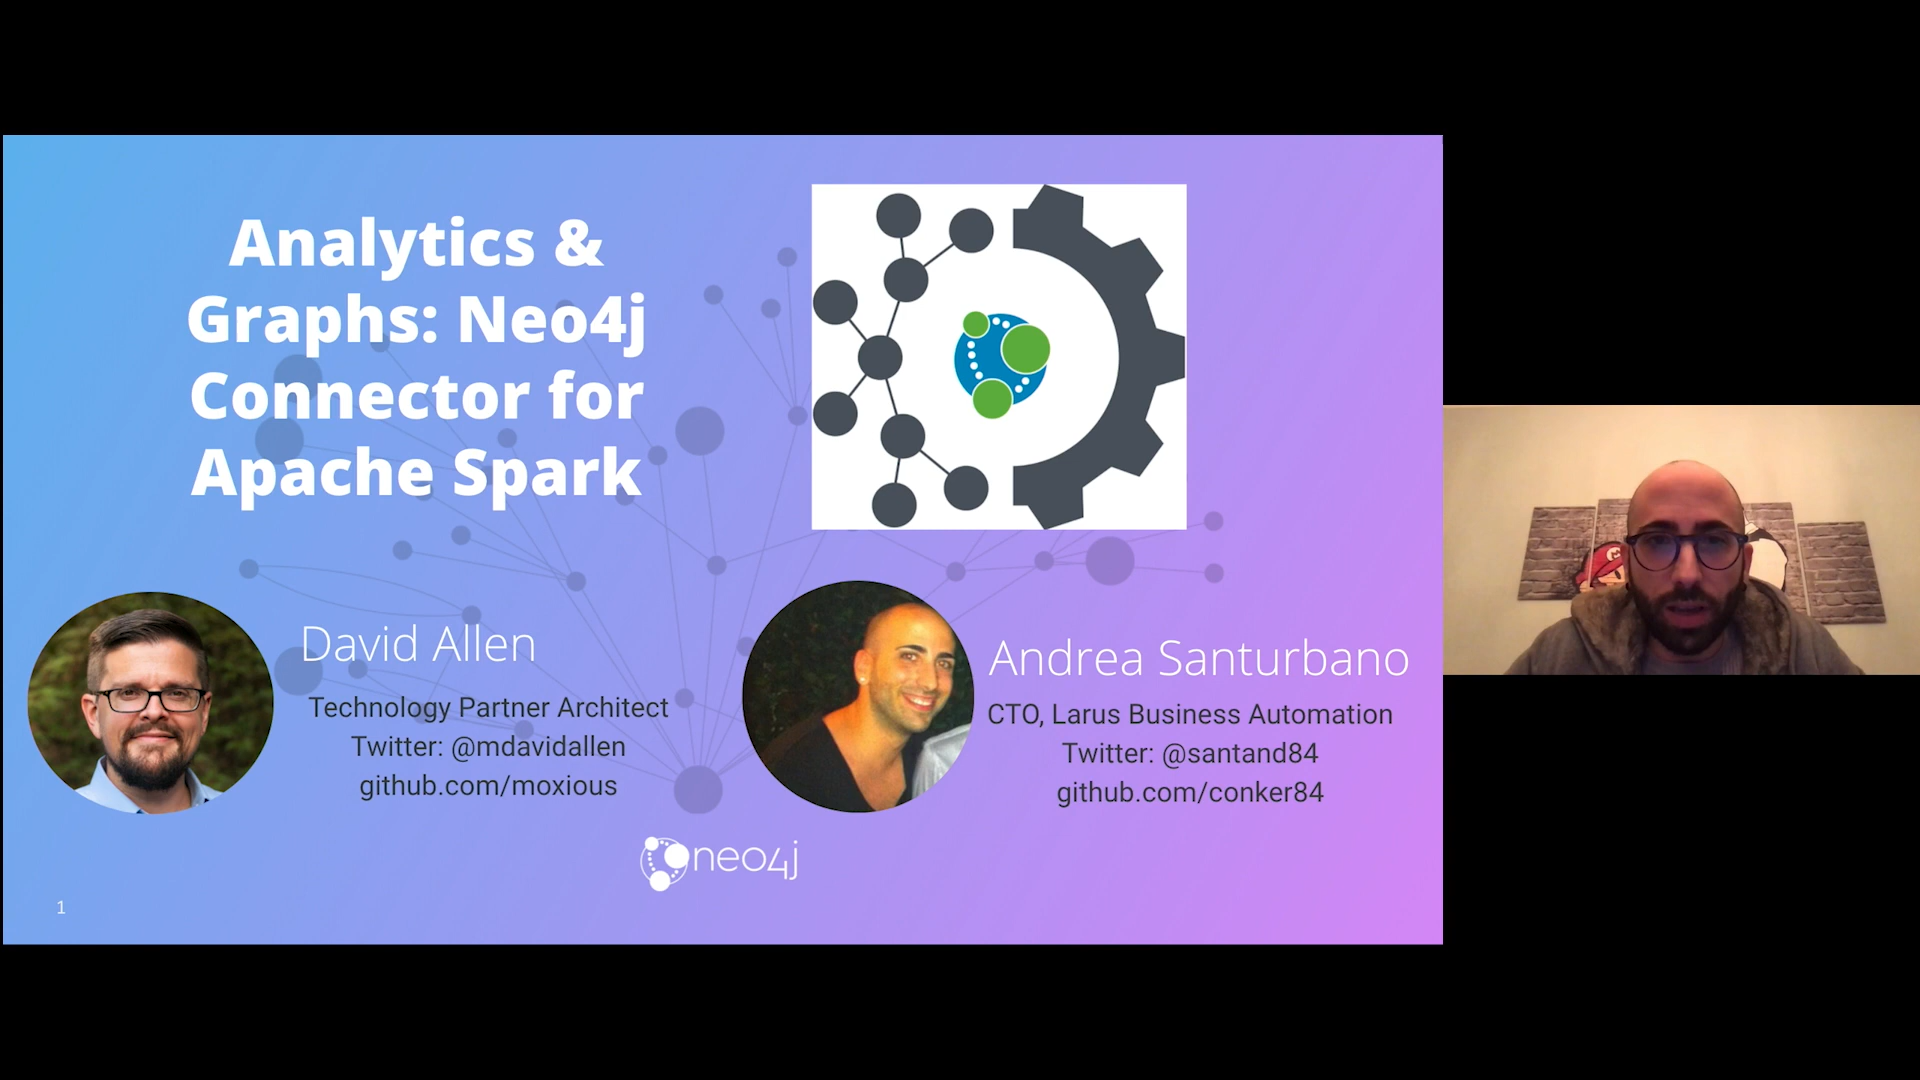 Analytics &
Graphs: Neo4j
Connector for
Apache Spark
David Allen
Technology Partner Architect
Twitter: @mdavidallen
github.com/moxious
Andrea Santurbano
CTO, Larus Business Automation
Twitter: @santand84
github.com/conker84
neo4j
1